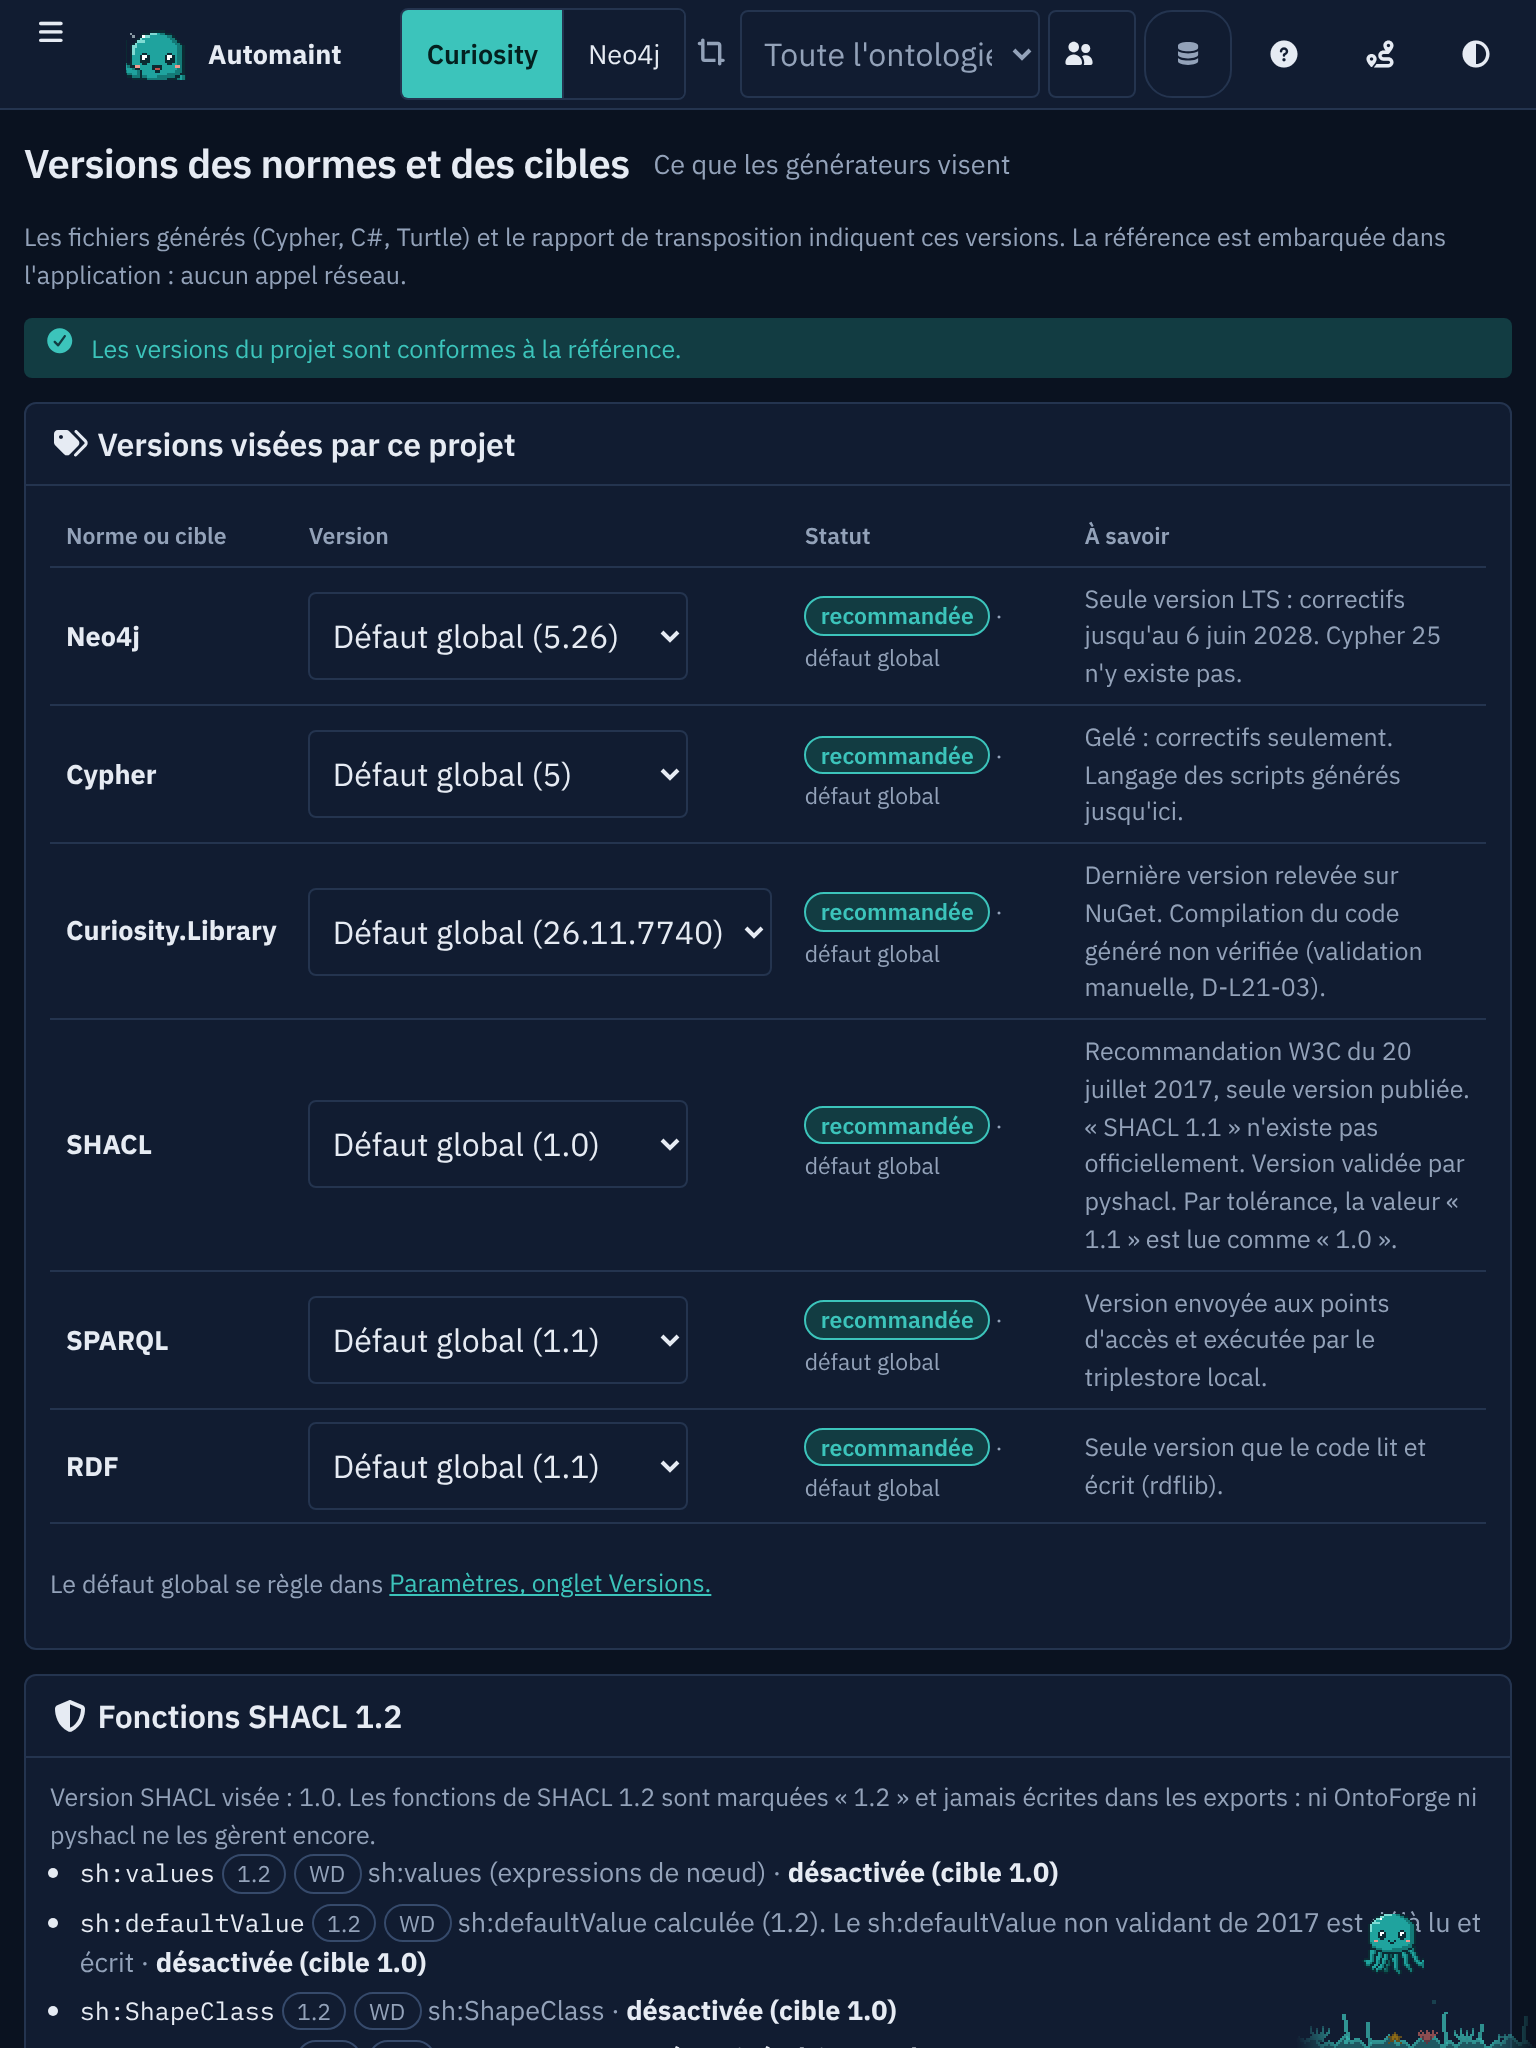 Automaint
Curiosity
Neo4j
Toute l'ontologie
Versions des normes et des cibles
Ce que les générateurs visent
Les fichiers générés (Cypher, C#, Turtle) et le rapport de transposition indiquent ces versions. La référence est embarquée dans
l'application : aucun appel réseau.
Les versions du projet sont conformes à la référence.
Versions visées par ce projet
Norme ou cible Version Statut À savoir
Neo4j
Défaut global (5.26)
recommandée ·
défaut global
Seule version LTS : correctifs
jusqu'au 6 juin 2028. Cypher 25
n'y existe pas.
Cypher
Défaut global (5)
recommandée ·
défaut global
Gelé : correctifs seulement.
Langage des scripts générés
jusqu'ici.
Curiosity.Library
Défaut global (26.11.7740)
recommandée ·
défaut global
Dernière version relevée sur
NuGet. Compilation du code
généré non vérifiée (validation
manuelle, D-L21-03).
SHACL
Défaut global (1.0)
recommandée ·
défaut global
Recommandation W3C du 20
juillet 2017, seule version publiée.
« SHACL 1.1 » n'existe pas
officiellement. Version validée par
pyshacl. Par tolérance, la valeur «
1.1 » est lue comme « 1.0 ».
SPARQL
Défaut global (1.1)
recommandée ·
défaut global
Version envoyée aux points
d'accès et exécutée par le
triplestore local.
RDF
Défaut global (1.1)
recommandée ·
défaut global
Seule version que le code lit et
écrit (rdflib).
Le défaut global se règle dans Paramètres, onglet Versions.
Fonctions SHACL 1.2
Version SHACL visée : 1.0. Les fonctions de SHACL 1.2 sont marquées « 1.2 » et jamais écrites dans les exports : ni OntoForge ni
pyshacl ne les gèrent encore.
• sh:values 1.2 WD sh:values (expressions de nœud) · désactivée (cible 1.0)
• sh:defaultValue 1.2 WD sh:defaultValue calculée (1.2). Le sh:defaultValue non validant de 2017 est lu et
écrit · désactivée (cible 1.0)
• sh:ShapeClass 1.2 WD sh:ShapeClass · désactivée (cible 1.0)